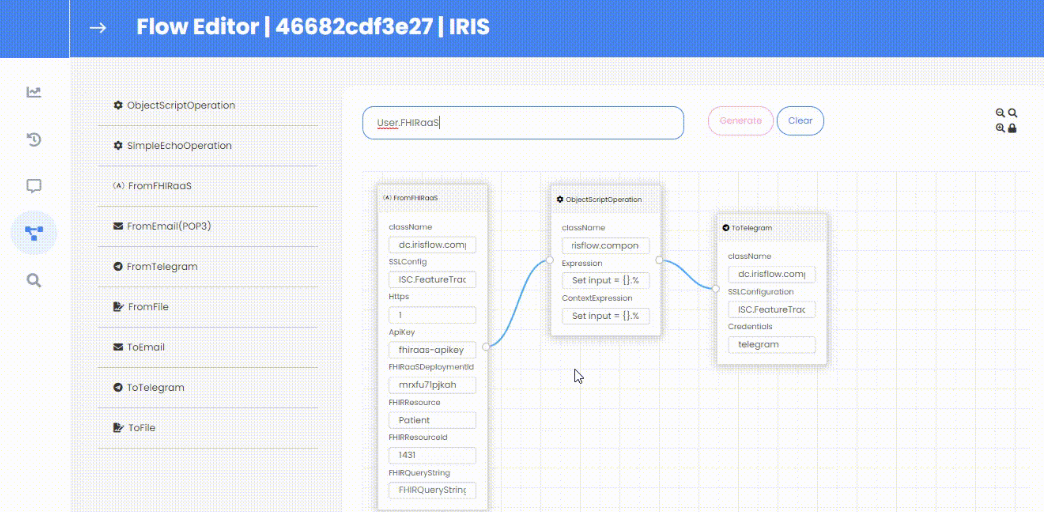 Flow Editor | 46682cdf3e27 | IRIS
ObjectScriptOperation
SimpleEchoOperation
FromFHIRaaS
FromEmail(POP3)
FromTelegram
FromFile
ToEmail
ToTelegram
ToFile
User.FHIRaaS
Generate
Clear
FromFHIRaaS
className
dc.irisflow.comp
SSLConfig
ISC.FeatureTrac
Https
1
ApiKey
fhiraas-apikey
FHIRaaSDeploymentId
mrxfu71pjkah
FHIRResource
Patient
FHIRResourceId
1431
FHIRQueryString
FHIRQueryString
ObjectScriptOperation
className
risflow.compon
Expression
Set input = {}.%
ContextExpression
Set input = {}.%
ToTelegram
className
dc.irisflow.comp
SSLConfiguration
ISC.FeatureTrac
Credentials
telegram